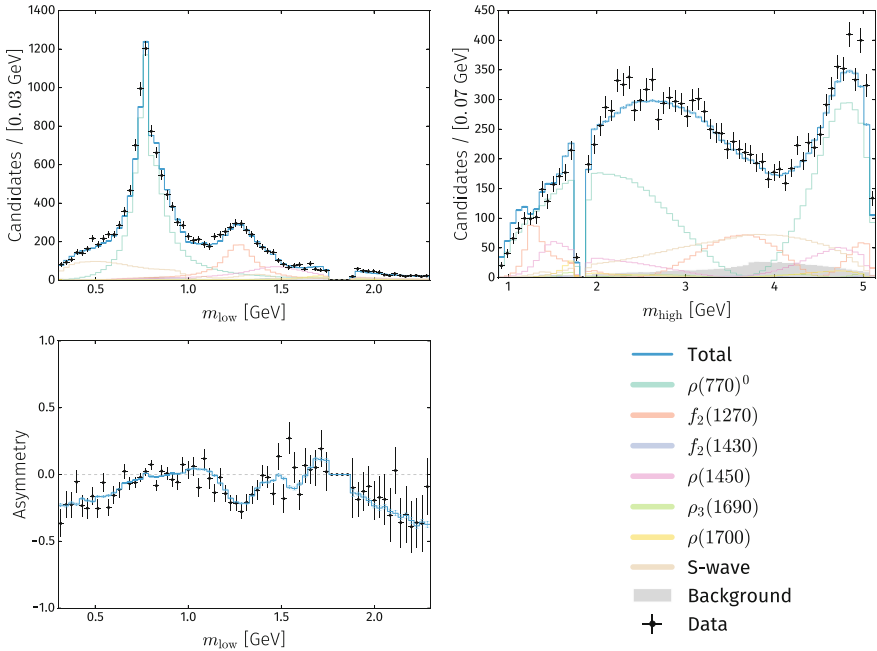 1400
1200
1000
800
600
400
200
0
Candidates / [0.03 GeV]
0.5
1.0
1.5
2.0
m_low [GeV]
450
400
350
300
250
200
150
100
50
0
Candidates / [0.07 GeV]
1
2
3
4
5
m_high [GeV]
1.0
0.5
0.0
−0.5
−1.0
Asymmetry
0.5
1.0
1.5
2.0
m_low [GeV]
Total
ρ(770)⁰
f₂(1270)
f₂(1430)
ρ(1450)
ρ₃(1690)
ρ(1700)
S-wave
Background
Data